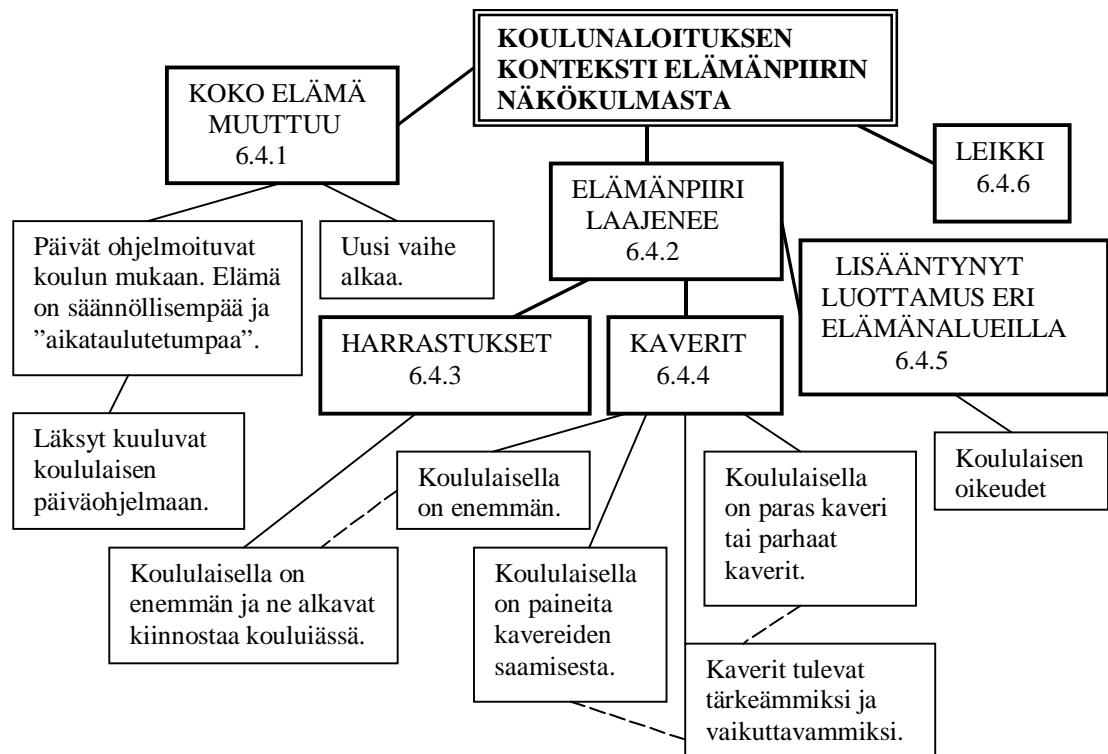 KOULUNALOITUKSEN
KONTEKSTI ELÄMÄNPIIRIN
NÄKÖKULMASTA
KOKO ELÄMÄ
MUUTTUU
6.4.1
LEIKKI
6.4.6
ELÄMÄNPIIRI
LAAJENEE
6.4.2
Päivät ohjelmoituvat
koulun mukaan. Elämä
on säännöllisempää ja
”aikataulutetumpaa”.
Uusi vaihe
alkaa.
LISÄÄNTYNYT
LUOTTAMUS ERI
ELÄMÄNALUEILLA
6.4.5
HARRASTUKSET
6.4.3
KAVERIT
6.4.4
Läksyt kuuluvat
koululaisen
päiväohjelmaan.
Koululaisella
on enemmän.
Koululaisella
on paras kaveri
tai parhaat
kaverit.
Koululaisen
oikeudet
Koululaisella on
enemmän ja ne alkavat
kiinnostaa kouluiässä.
Koululaisella
on paineita
kavereiden
saamisesta.
Kaverit tulevat
tärkeämmiksi ja
vaikuttavammiksi.